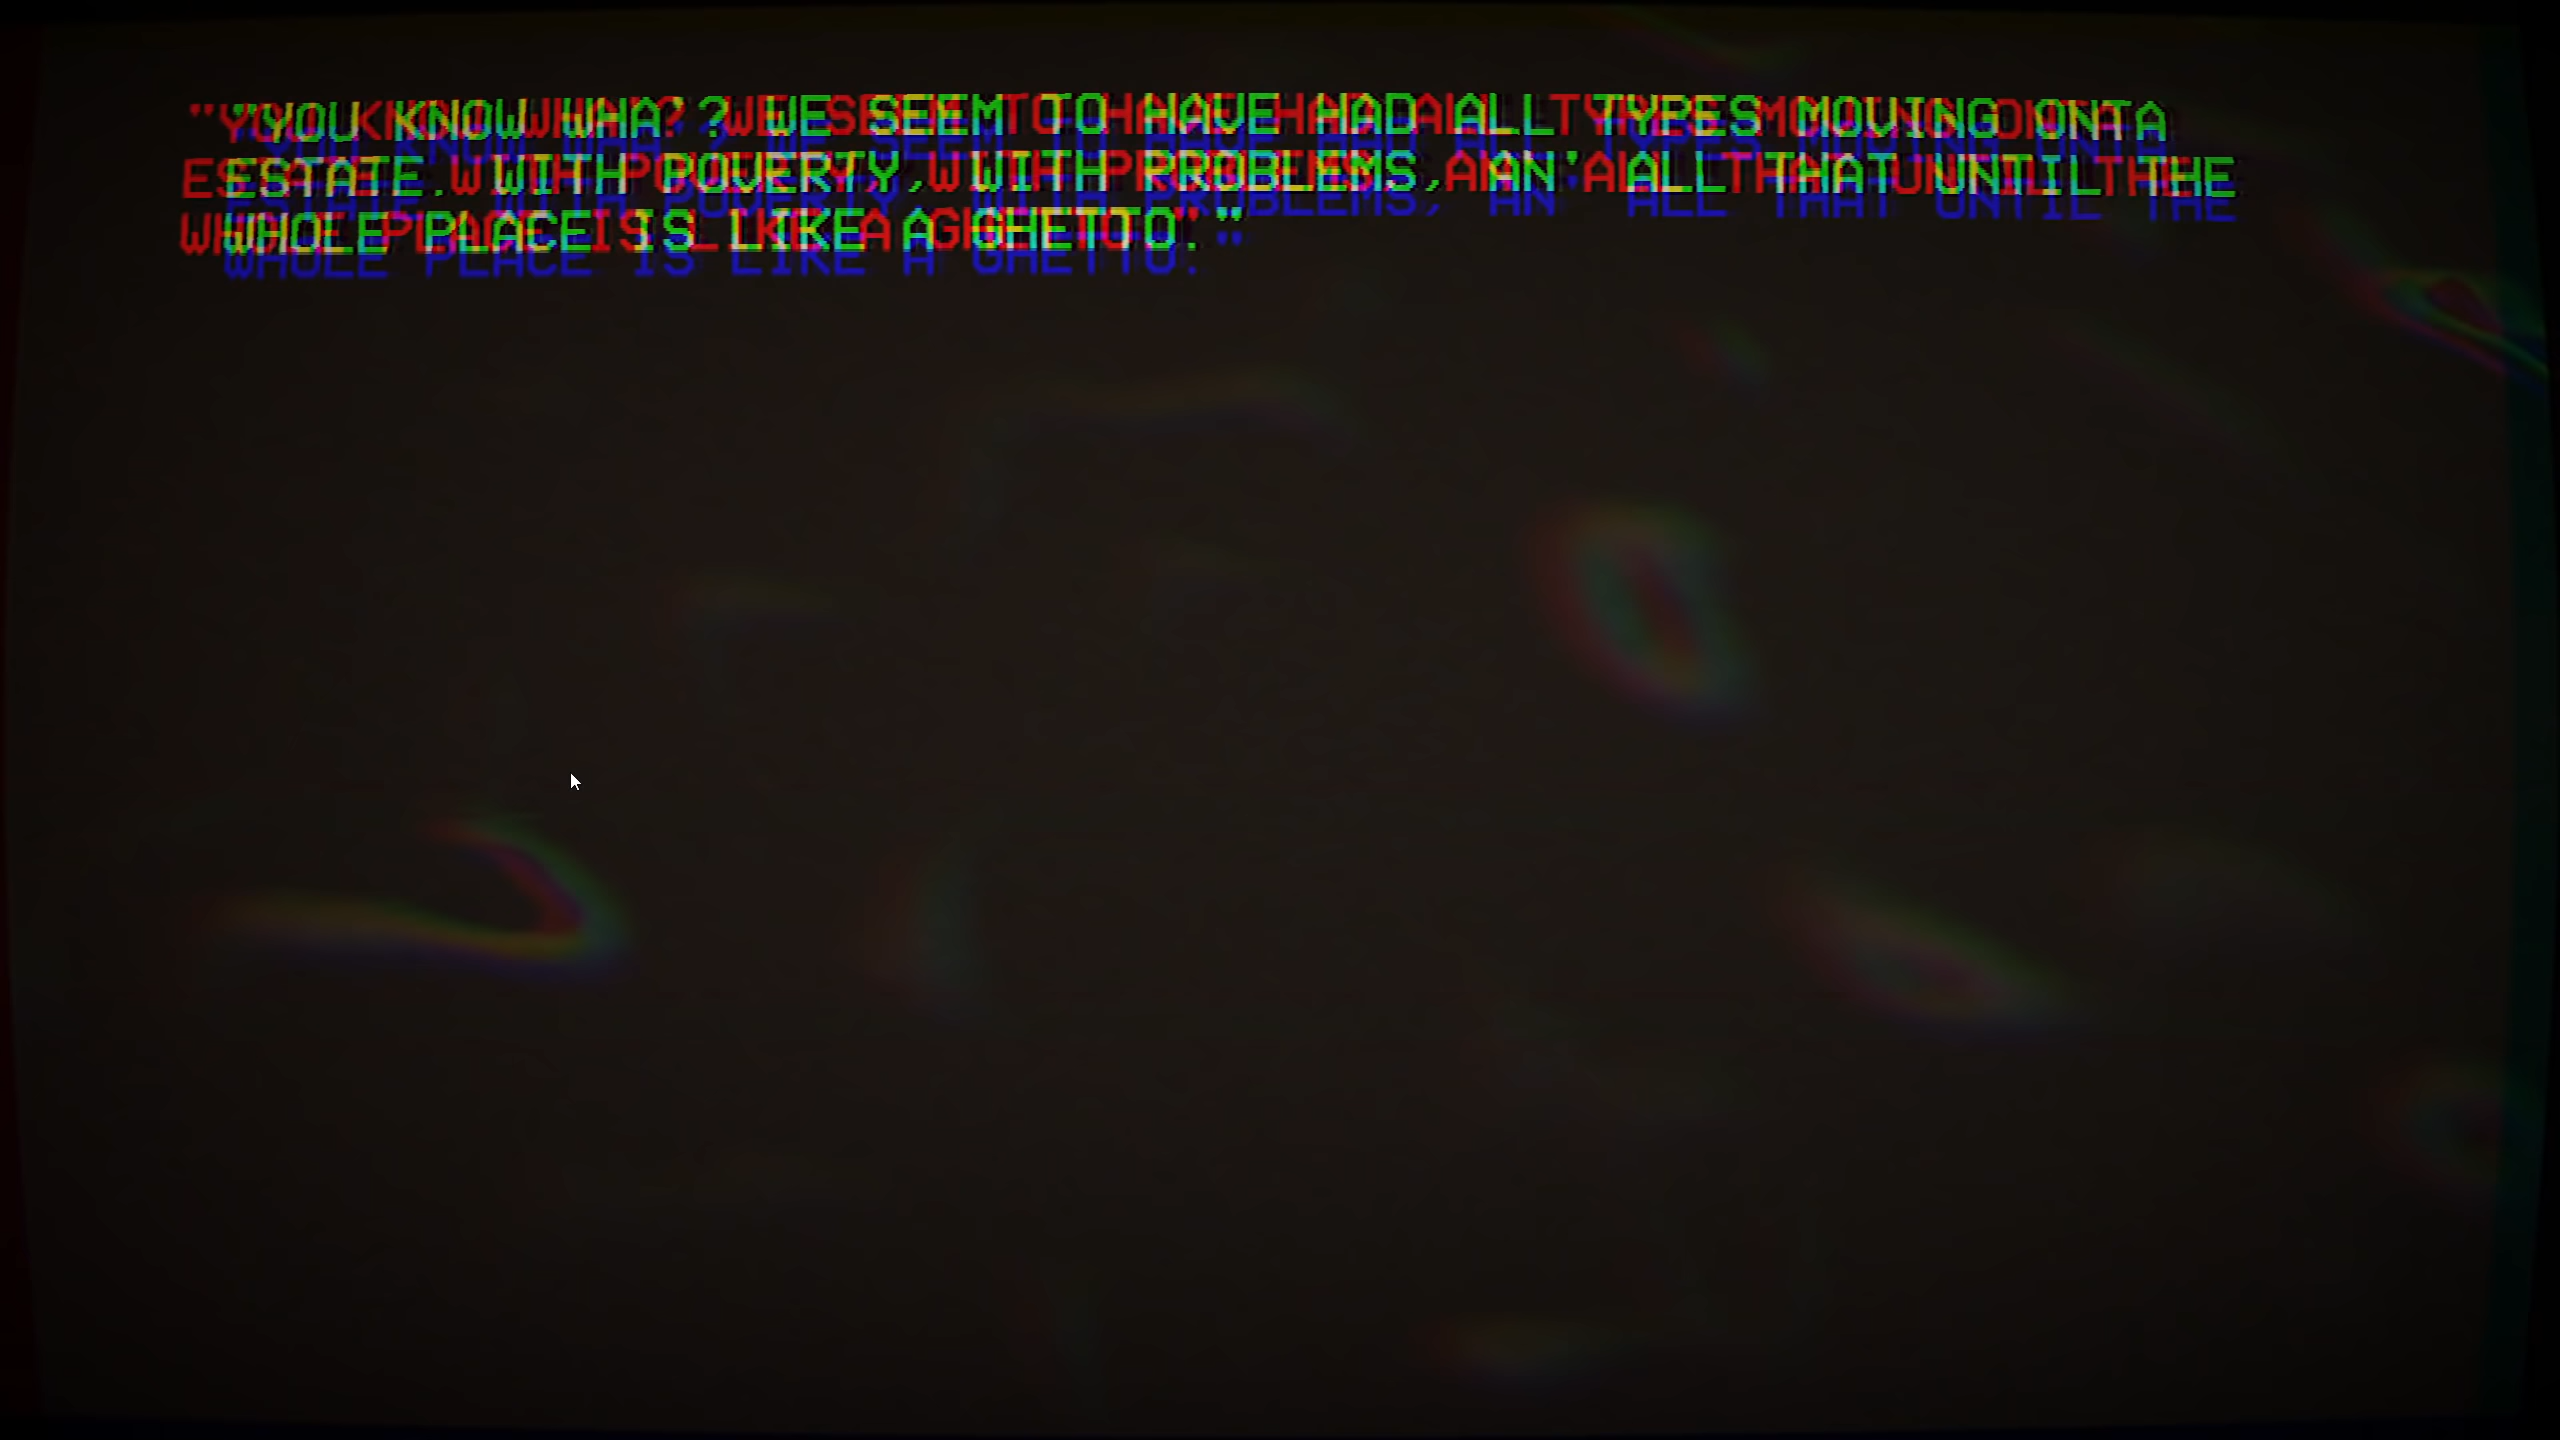 "YOU KNOW WHA'? WE SEEM TO HAVE HAD ALL TYPES MOVING ONTA
ESTATE. WITH POVERTY, WITH PROBLEMS, AN' ALL THAT UNTIL THE
WHOLE PLACE IS LIKE A GHETTO."